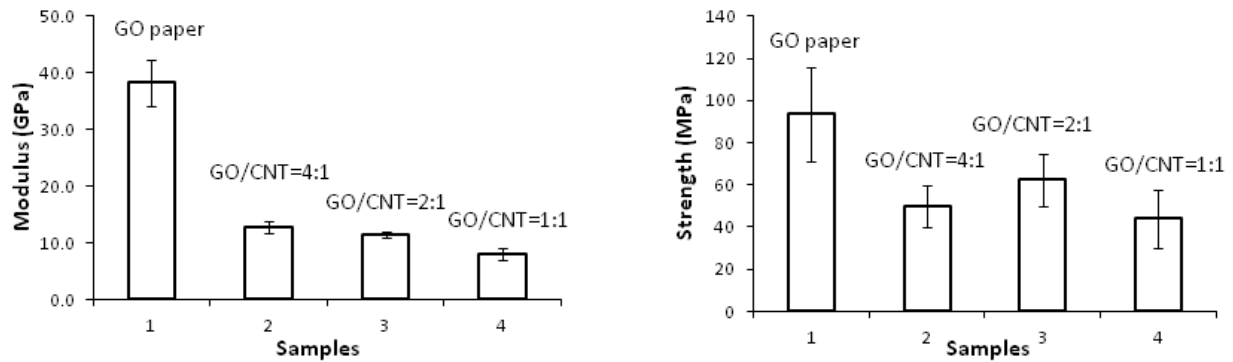 50.0
40.0
30.0
20.0
10.0
0.0
Modulus (GPa)
GO paper
GO/CNT=4:1
GO/CNT=2:1
GO/CNT=1:1
1 2 3 4
Samples
140
120
100
80
60
40
20
0
Strength (MPa)
GO paper
GO/CNT=4:1
GO/CNT=2:1
GO/CNT=1:1
1 2 3 4
Samples